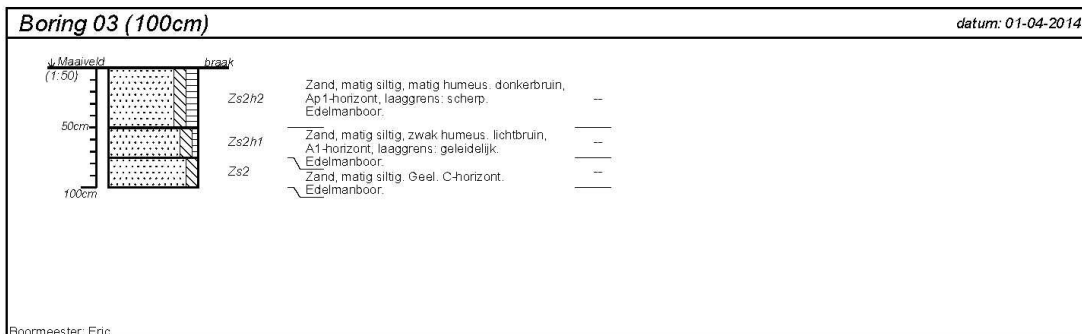 Boring 03 (100cm)
datum: 01-04-2014
↓ Maaiveld
braak
(1:50)
Zs2h2
Zand, matig siltig, matig humeus. donkerbruin,
Ap1-horizont, laaggrens: scherp.
Edelmanboor.
--
50cm
Zs2h1
Zand, matig siltig, zwak humeus. lichtbruin,
A1-horizont, laaggrens: geleidelijk.
Edelmanboor.
--
Zs2
Zand, matig siltig. Geel. C-horizont.
Edelmanboor.
--
100cm
Boormeester: Eric